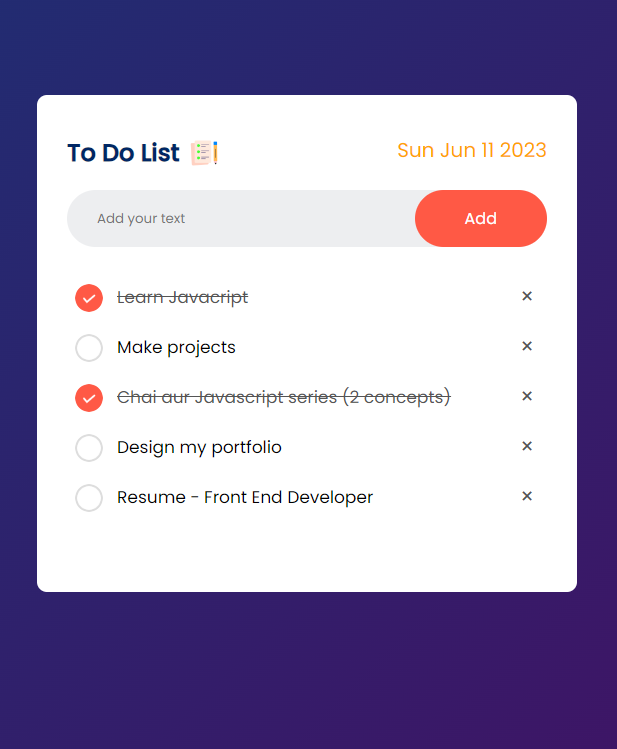 To Do List
Sun Jun 11 2023
Add your text
Add
Learn Javacript
Make projects
Chai aur Javascript series (2 concepts)
Design my portfolio
Resume - Front End Developer